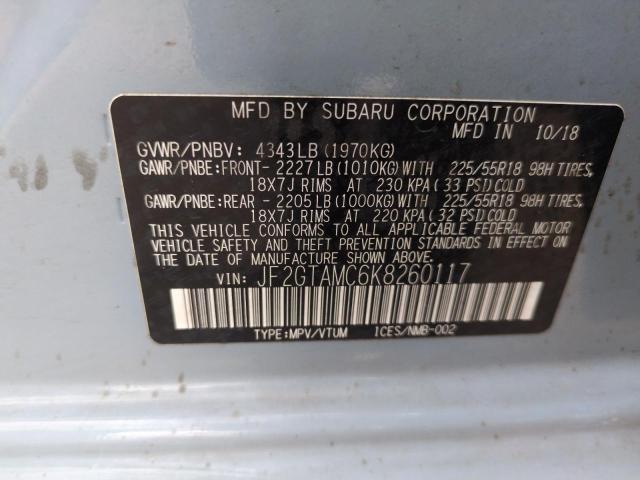 MFD BY SUBARU CORPORATION
MFD IN 10/18
GVWR/PNBV: 4343LB(1970KG)
GAWR/PNBE:FRONT-2227LB(1010KG)WITH 225/55R18 98H TIRES,
18X7J RIMS AT 230 KPA(33 PSI)COLD
GAWR/PNBE:REAR -2205LB(1000KG)WITH 225/55R18 98H TIRES,
18X7J RIMS AT 220 KPA(32 PSI)COLD
THIS VEHICLE CONFORMS TO ALL APPLICABLE FEDERAL MOTOR
VEHICLE SAFETY AND THEFT PREVENTION STANDARDS IN EFFECT ON
THE DATE OF MANUFACTURE SHOWN ABOVE.
VIN: JF2GTAMC6K8260117
TYPE:MPV/VTUM ICES/NMB-002